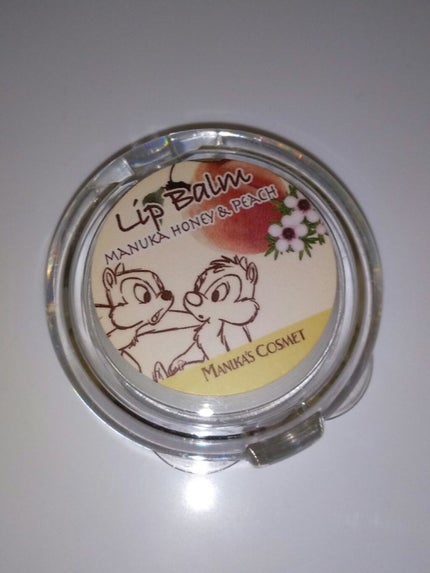 Lip Balm
MANUKA HONEY & PEACH
MANUKA'S COSMET